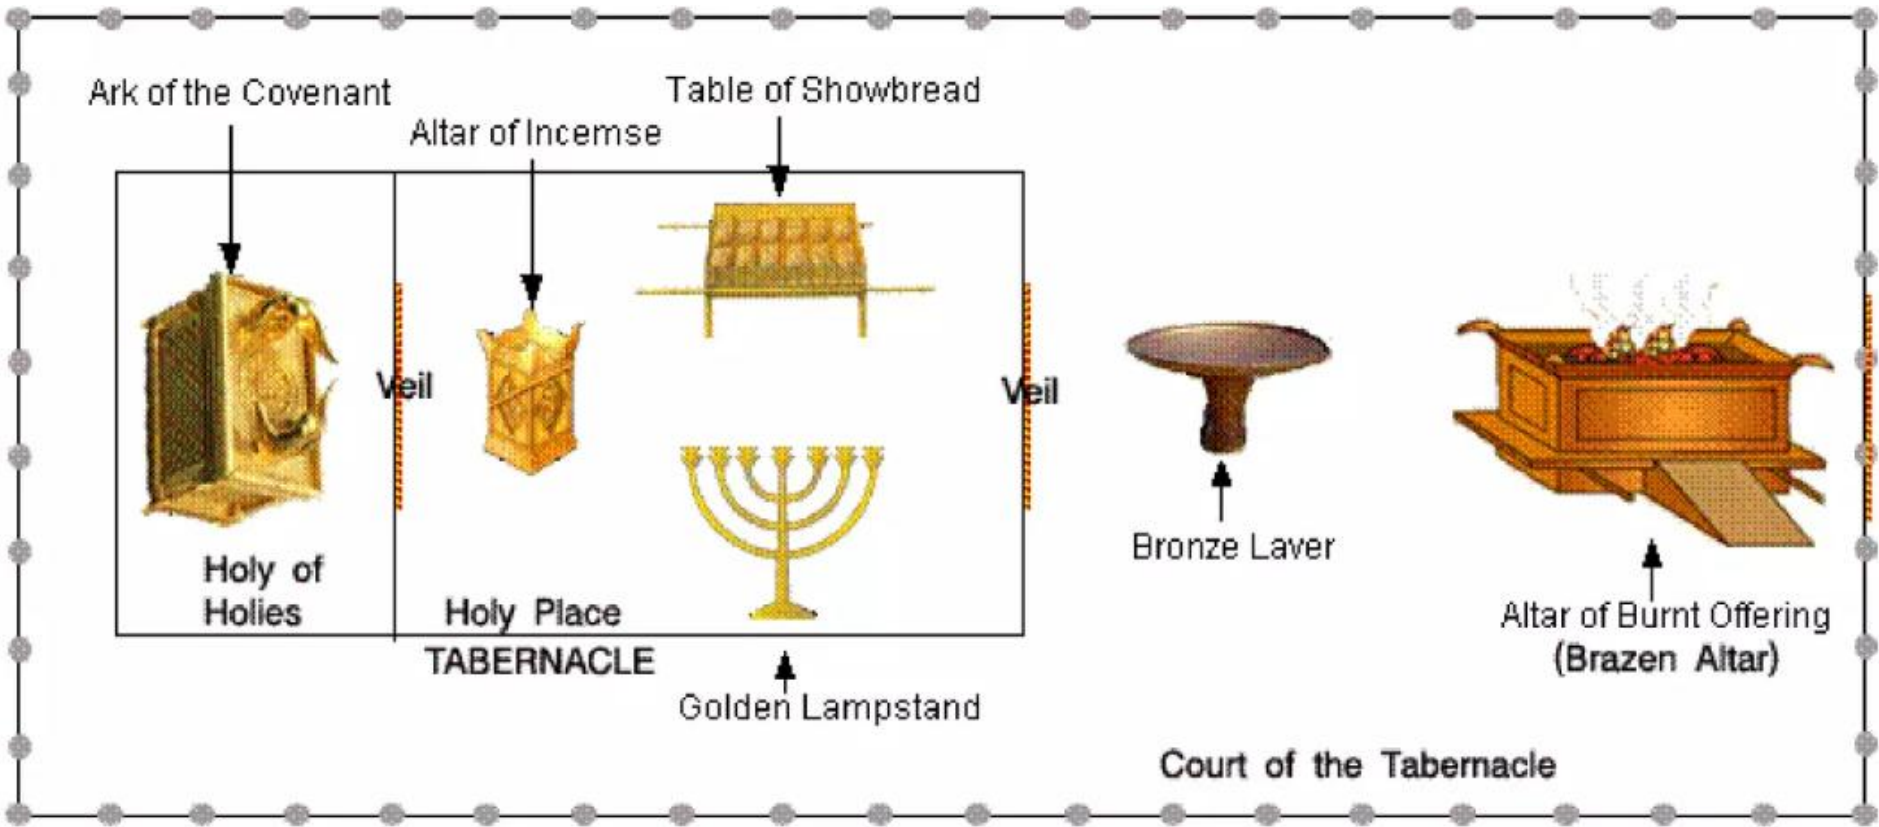 Ark of the Covenant
Table of Showbread
Altar of Incemse
Veil
Veil
Holy of
Holies
Holy Place
TABERNACLE
Golden Lampstand
Bronze Laver
Altar of Burnt Offering
(Brazen Altar)
Court of the Tabernacle